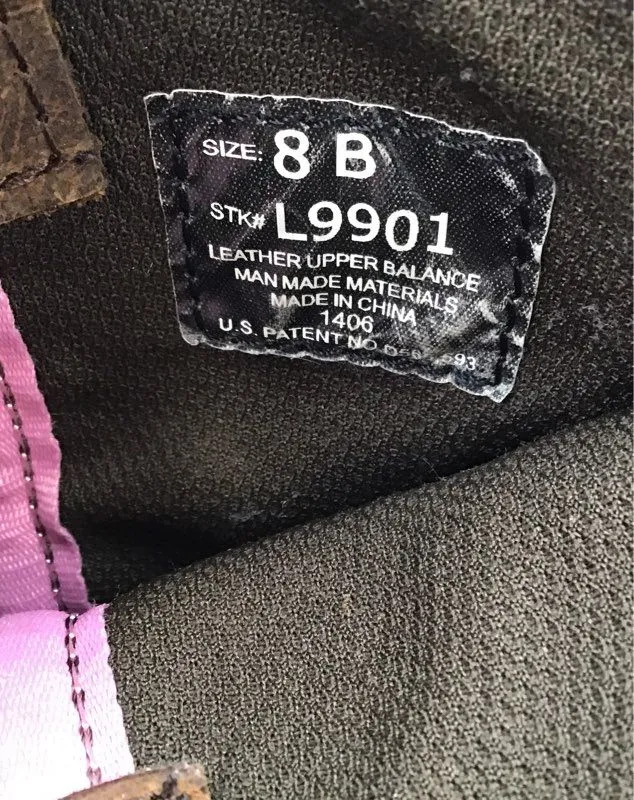 SIZE: 8 B
STK# L9901
LEATHER UPPER BALANCE
MAN MADE MATERIALS
MADE IN CHINA
1406
U.S. PATENT NO